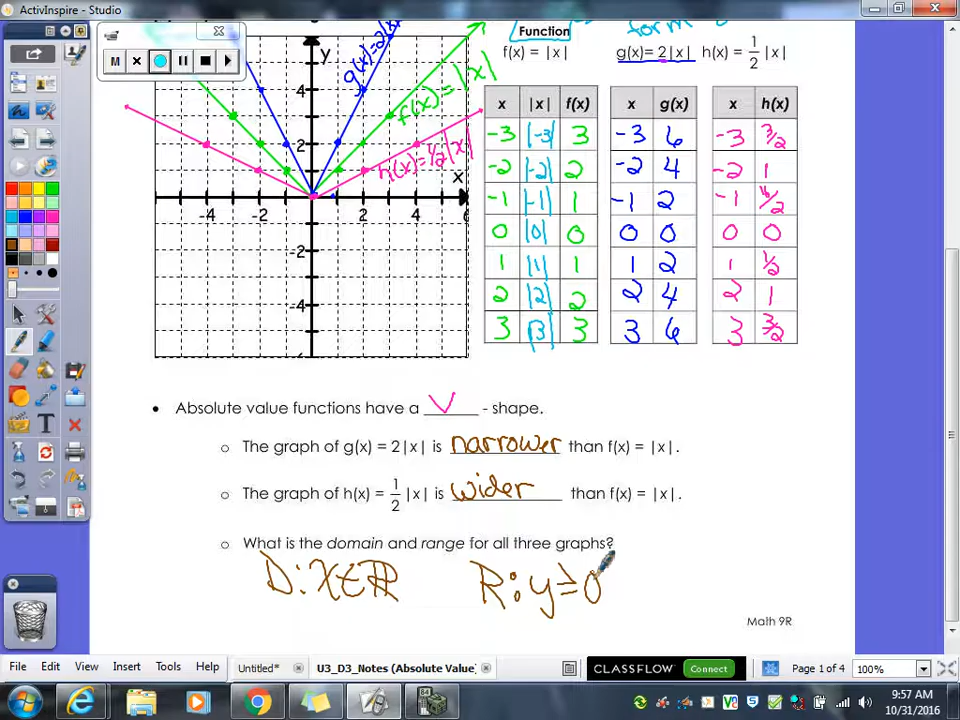 ActivInspire - Studio
Function
form
f(x) = |x|
g(x)= 2|x|
h(x)= 1/2 |x|
y
x
4
2
-4
-2
2
4
6
-2
-4
g(x)=2|x
f(x)=|x|
h(x)=1/2|x|
x |x| f(x)
-3 |-3| 3
-2 |-2| 2
-1 |-1| 1
0 |0| 0
1 |1| 1
2 |2| 2
3 |3| 3
x g(x)
-3 6
-2 4
-1 2
0 0
1 2
2 4
3 6
x h(x)
-3 3/2
-2 1
-1 1/2
0 0
1 1/2
2 1
3 3/2
• Absolute value functions have a V - shape.
o The graph of g(x) = 2|x| is narrower than f(x) = |x|.
o The graph of h(x) = 1/2 |x| is wider than f(x) = |x|.
o What is the domain and range for all three graphs?
D: X∈ℝ R: y≥0
Math 9R
File Edit View Insert Tools Help
Untitled*
U3_D3_Notes (Absolute Value
CLASSFLOW Connect
Page 1 of 4
100%
9:57 AM
10/31/2016